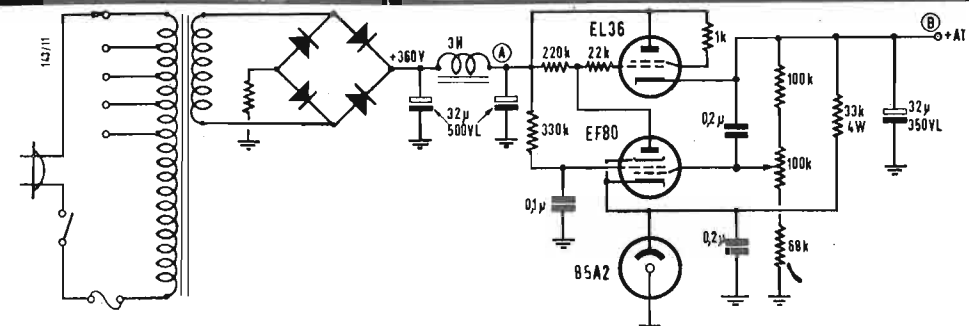 143/11
+360V
3H
A
32µ
500VL
220k
22k
EL36
1k
330k
EF80
0,1µ
85A2
0,2µ
0,2µ
100k
100k
68k
33k
4W
32µ
350VL
B
+AT